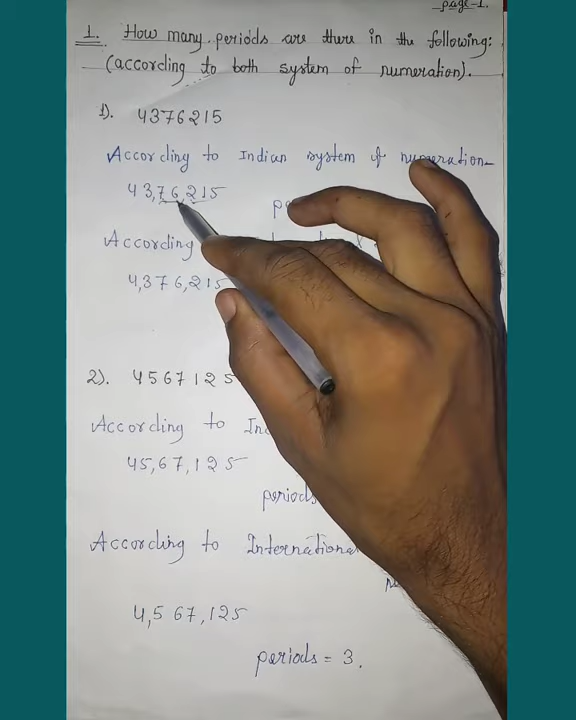 page-1.
1. How many periods are there in the following:
(according to both system of numeration).
1). 4376215
According to Indian system of numeration
43,76,215
According
4,376,215
2). 4567125
According to
45,67,125
periods
According to International
4,567,125
periods = 3.